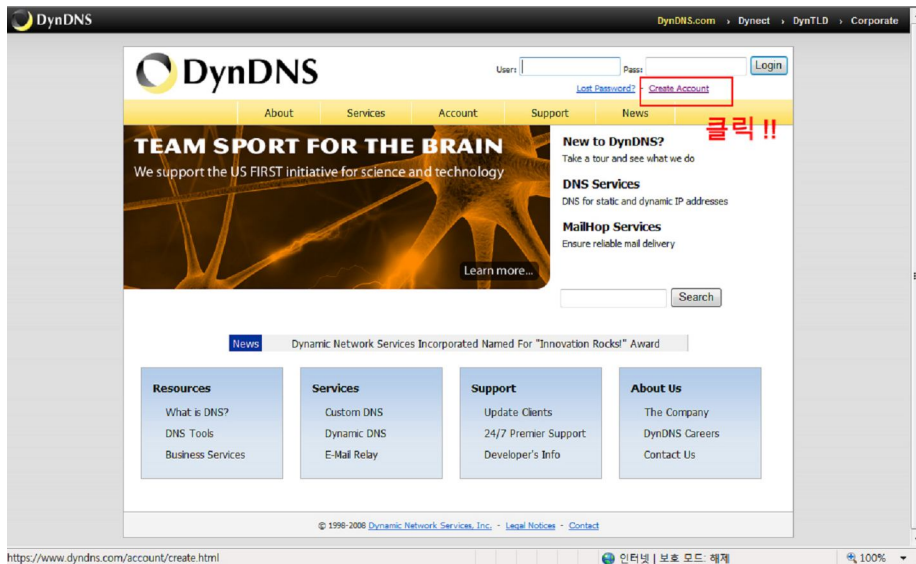 DynDNS
DynDNS.com › Dynect › DynTLD › Corporate
DynDNS
User: Pass: Login
Lost Password? - Create Account
클릭 !!
About Services Account Support News
TEAM SPORT FOR THE BRAIN
We support the US FIRST initiative for science and technology
Learn more...
New to DynDNS?
Take a tour and see what we do
DNS Services
DNS for static and dynamic IP addresses
MailHop Services
Ensure reliable mail delivery
Search
News Dynamic Network Services Incorporated Named For "Innovation Rocks!" Award
Resources
What is DNS?
DNS Tools
Business Services
Services
Custom DNS
Dynamic DNS
E-Mail Relay
Support
Update Clients
24/7 Premier Support
Developer's Info
About Us
The Company
DynDNS Careers
Contact Us
© 1998-2008 Dynamic Network Services, Inc. - Legal Notices - Contact
https://www.dyndns.com/account/create.html
인터넷 | 보호 모드: 해제
100%